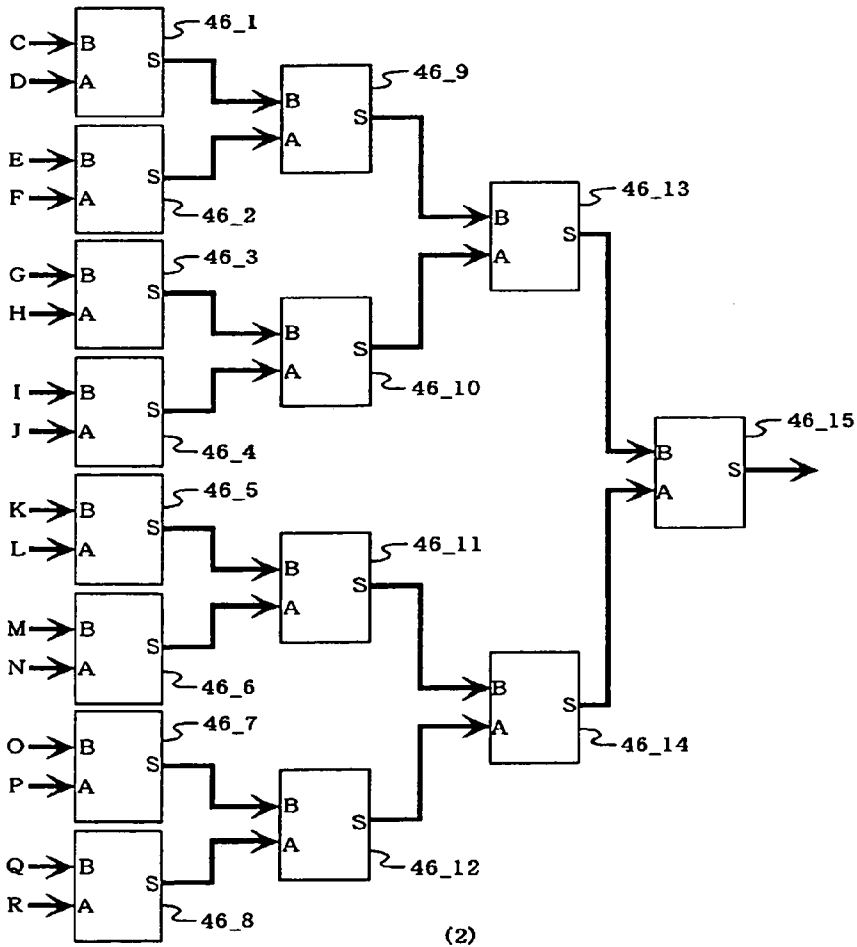 C B S 46_1
D A
46_9
B S
A
E B S
F A 46_2
46_13
B S
A
G B 46_3
H A S
B S
A 46_10
I B S
J A 46_4
46_15
B S
A
K B 46_5
L A S
46_11
B S
A
M B S
N A 46_6
B S
A 46_14
O B 46_7
P A S
B S
A 46_12
Q B S
R A 46_8
(2)